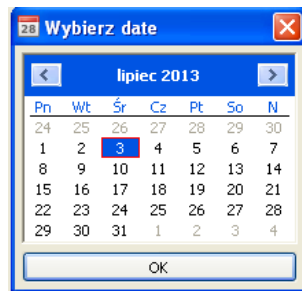 28 Wybierz date
lipiec 2013
Pn Wt Śr Cz Pt So N
24 25 26 27 28 29 30
1 2 3 4 5 6 7
8 9 10 11 12 13 14
15 16 17 18 19 20 21
22 23 24 25 26 27 28
29 30 31 1 2 3 4
OK